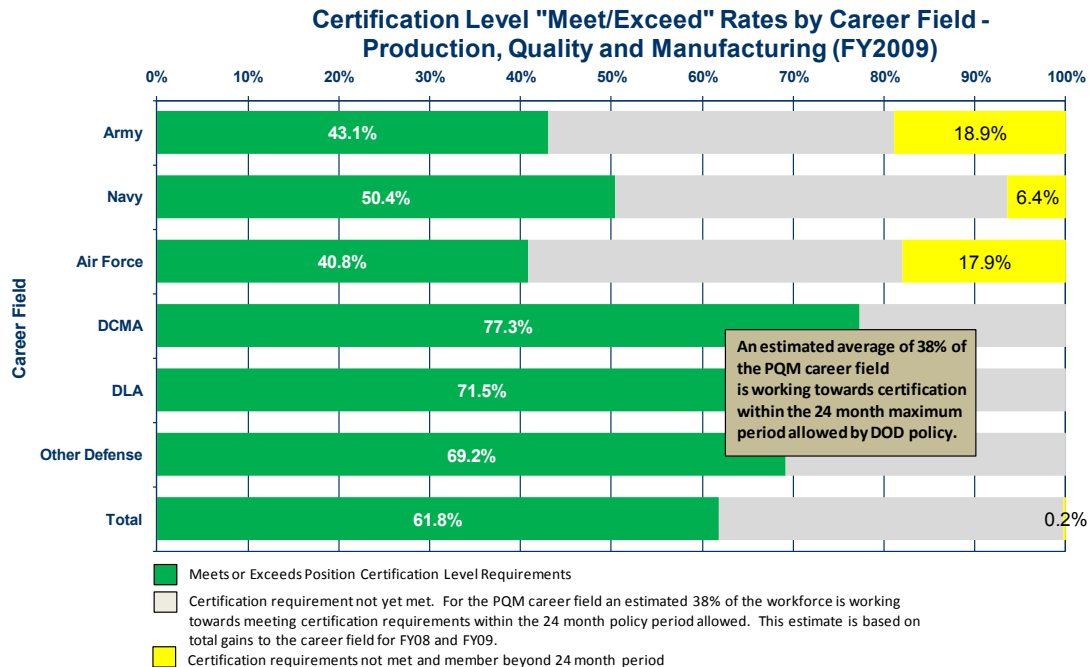 Certification Level "Meet/Exceed" Rates by Career Field -
Production, Quality and Manufacturing (FY2009)
0% 10% 20% 30% 40% 50% 60% 70% 80% 90% 100%
Career Field
Army 43.1% 18.9%
Navy 50.4% 6.4%
Air Force 40.8% 17.9%
DCMA 77.3%
An estimated average of 38% of
the PQM career field
is working towards certification
within the 24 month maximum
period allowed by DOD policy.
DLA 71.5%
Other Defense 69.2%
Total 61.8% 0.2%
Meets or Exceeds Position Certification Level Requirements
Certification requirement not yet met. For the PQM career field an estimated 38% of the workforce is working
towards meeting certification requirements within the 24 month policy period allowed. This estimate is based on
total gains to the career field for FY08 and FY09.
Certification requirements not met and member beyond 24 month period